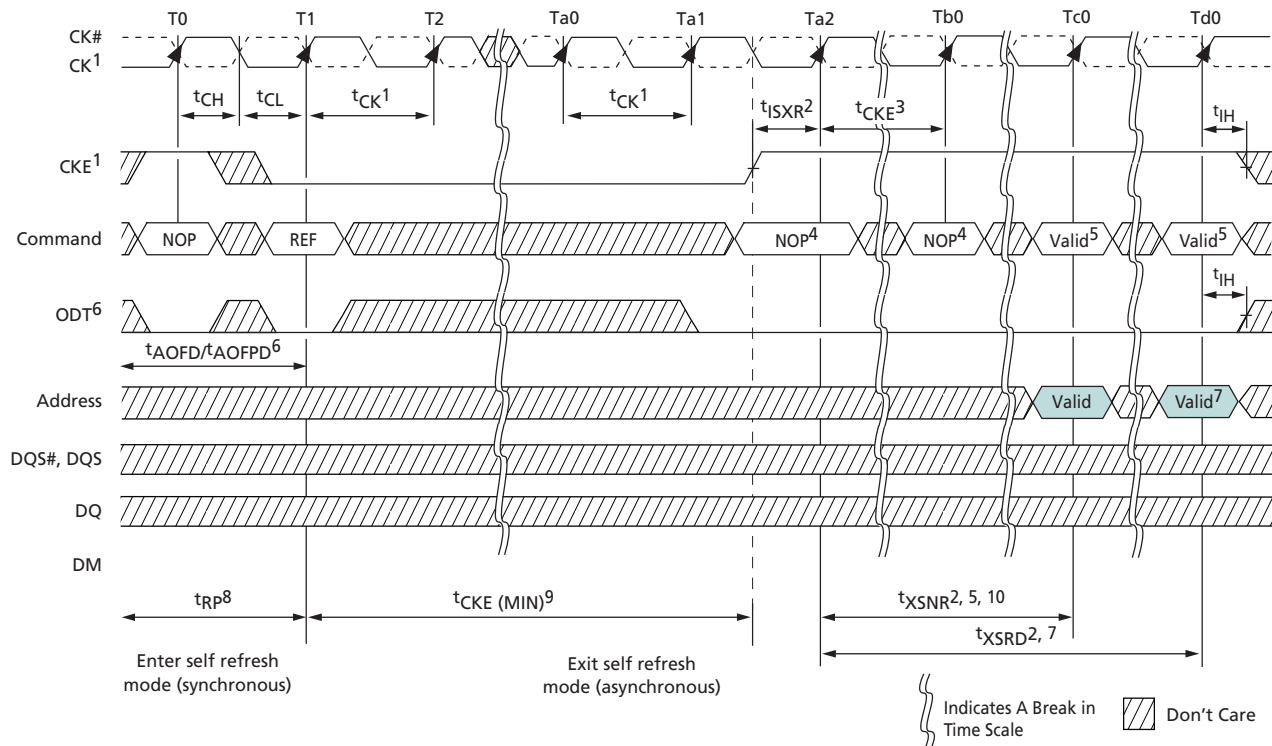 T0 T1 T2 Ta0 Ta1 Ta2 Tb0 Tc0 Td0
CK#
CK1
tCH tCL tCK1 tCK1 tISXR2 tCKE3 tIH
CKE1
Command NOP REF NOP4 NOP4 Valid5 Valid5
tIH
ODT6
tAOFD/tAOFPD6
Address Valid Valid7
DQS#, DQS
DQ
DM
tRP8 tCKE (MIN)9 tXSNR2, 5, 10
tXSRD2, 7
Enter self refresh
mode (synchronous)
Exit self refresh
mode (asynchronous)
Indicates A Break in
Time Scale
Don't Care